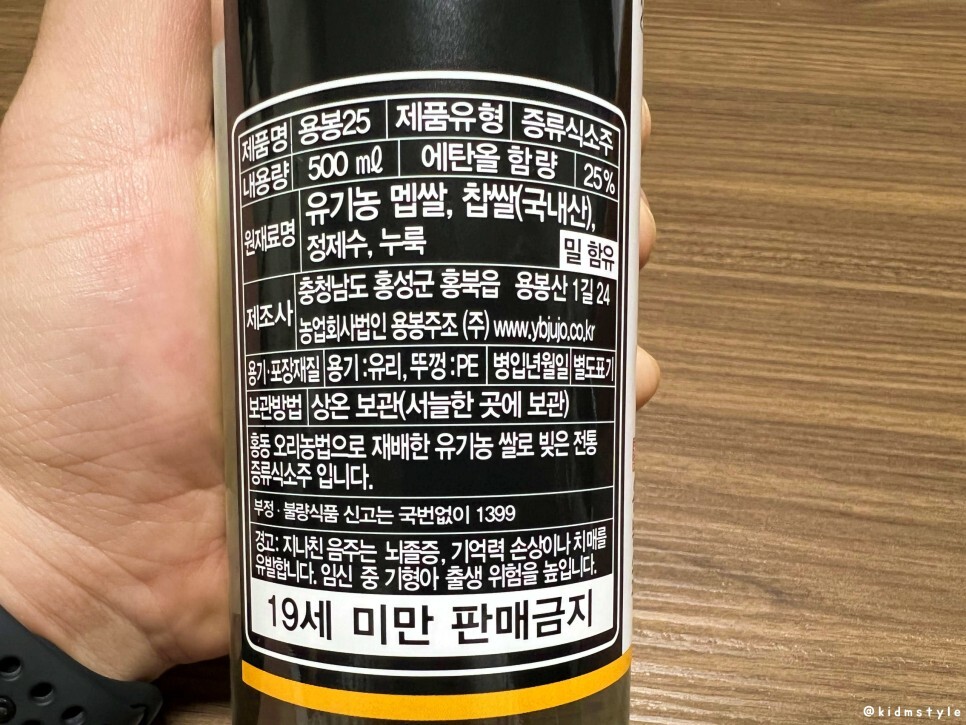 제품명 용봉25 제품유형 증류식소주
내용량 500 ㎖ 에탄올 함량 25%
원재료명 유기농 멥쌀, 찹쌀(국내산),
정제수, 누룩 밀 함유
제조사 충청남도 홍성군 홍북읍 용봉산 1길 24
농업회사법인 용봉주조 (주) www.ybjujo.co.kr
용기·포장재질 용기:유리, 뚜껑:PE 병입년월일 별도표기
보관방법 상온 보관(서늘한 곳에 보관)
홍동 오리농법으로 재배한 유기농 쌀로 빚은 전통
증류식소주 입니다.
부정·불량식품 신고는 국번없이 1399
경고: 지나친 음주는 뇌졸증, 기억력 손상이나 치매를
유발합니다. 임신 중 기형아 출생 위험을 높입니다.
19세 미만 판매금지
@kidmstyle